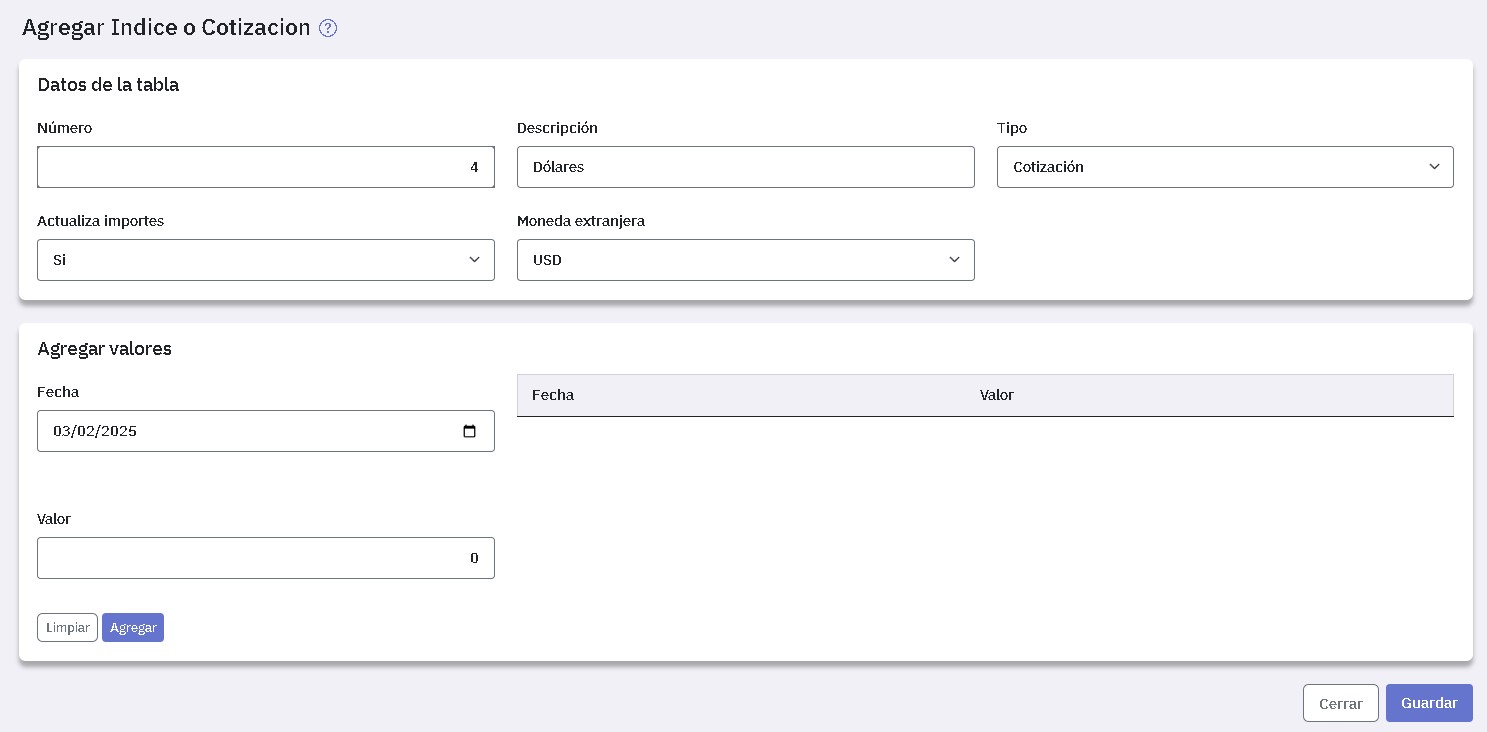 Agregar Indice o Cotizacion ?
Datos de la tabla
Número Descripción Tipo
4 Dólares Cotización
Actualiza importes Moneda extranjera
Si USD
Agregar valores
Fecha
Fecha Valor
03/02/2025
Valor
0
Limpiar Agregar
Cerrar Guardar